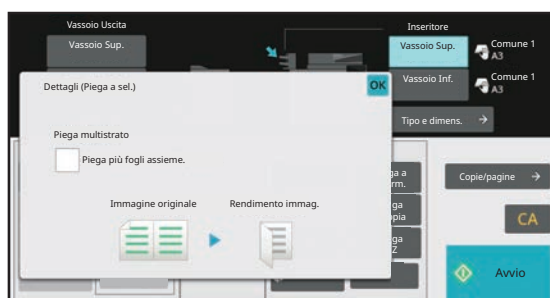 Vassoio Uscita
Inseritore
Vassoio Sup.
Vassoio Sup.
Comune 1
A3
Vassoio Inf.
Comune 1
A3
Tipo e dimens.
Dettagli (Piega a sel.)
OK
Piega multistrato
Piega più fogli assieme.
Immagine originale
Rendimento immag.
Copie/pagine
CA
Avvio